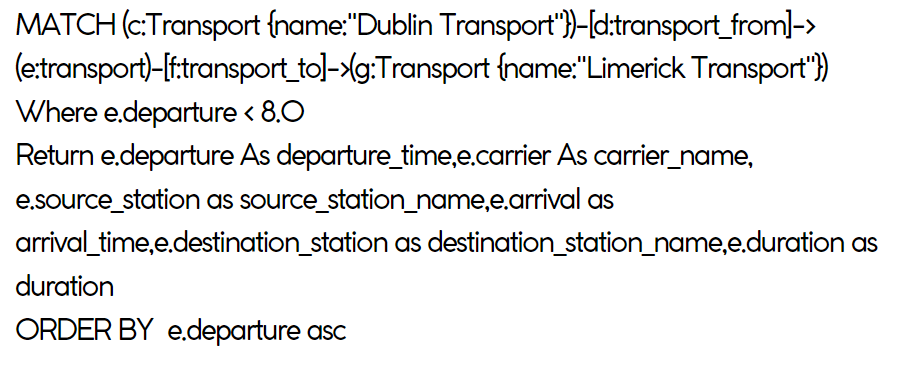 MATCH (c:Transport {name:"Dublin Transport"})-[d:transport_from]->
(e:transport)-[f:transport_to]->(g:Transport {name:"Limerick Transport"})
Where e.departure < 8.0
Return e.departure As departure_time,e.carrier As carrier_name,
e.source_station as source_station_name,e.arrival as
arrival_time,e.destination_station as destination_station_name,e.duration as
duration
ORDER BY e.departure asc